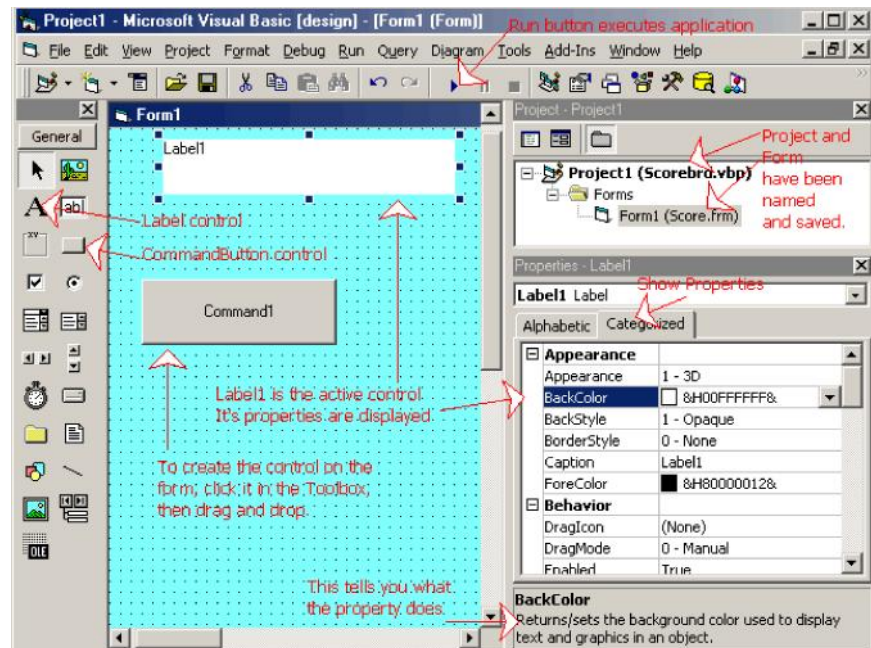 Project1 - Microsoft Visual Basic [design] - [Form1 (Form)]
Run button executes application
File Edit View Project Format Debug Run Query Diagram Tools Add-Ins Window Help
General
Form1
Label1
A
ab|
XY
Label control
CommandButton control
Command1
Label1 is the active control
It's properties are displayed
To create the control on the
form, click it in the Toolbox,
then drag and drop.
This tells you what
the property does.
OLE
Project - Project1
Project1 (Scorebrd.vbp)
Forms
Form1 (Score.frm)
Project and
Form
have been
named
and saved.
Properties - Label1
Show Properties
Label1 Label
Alphabetic Categorized
Appearance
Appearance 1 - 3D
BackColor &H00FFFFFF&
BackStyle 1 - Opaque
BorderStyle 0 - None
Caption Label1
ForeColor &H80000012&
Behavior
DragIcon (None)
DragMode 0 - Manual
Enabled True
BackColor
Returns/sets the background color used to display
text and graphics in an object.